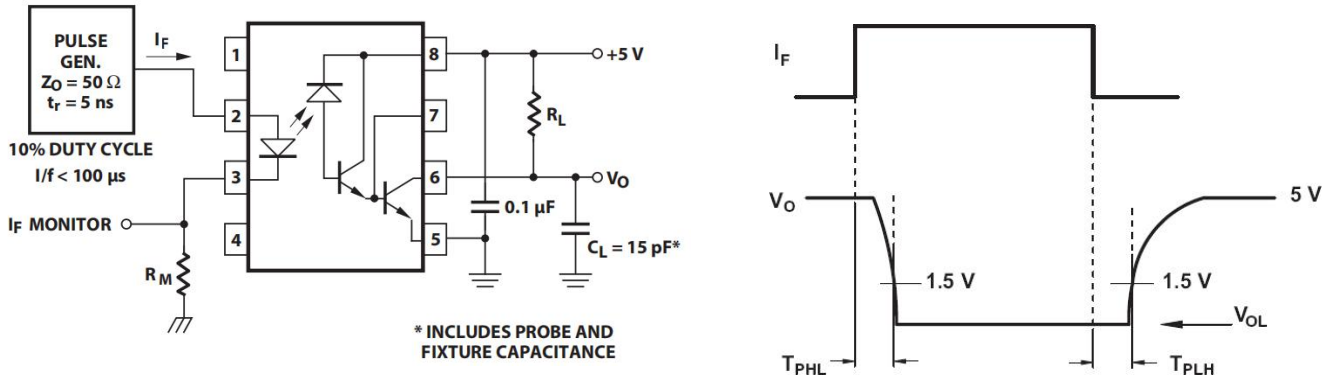 PULSE
GEN.
Z_O = 50 Ω
t_r = 5 ns
I_F
10% DUTY CYCLE
I/f < 100 µs
I_F MONITOR
R_M
1
2
3
4
8
7
6
5
+5 V
R_L
V_O
0.1 µF
C_L = 15 pF*
* INCLUDES PROBE AND
FIXTURE CAPACITANCE
I_F
V_O
5 V
1.5 V
1.5 V
V_OL
T_PHL
T_PLH